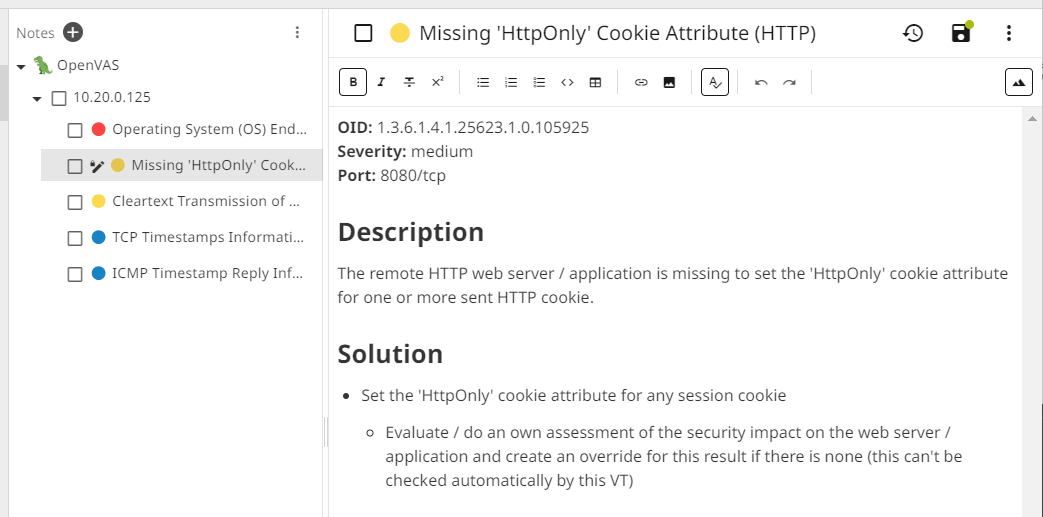 Notes
OpenVAS
10.20.0.125
Operating System (OS) End...
Missing 'HttpOnly' Cook...
Cleartext Transmission of ...
TCP Timestamps Informati...
ICMP Timestamp Reply Inf...
Missing 'HttpOnly' Cookie Attribute (HTTP)
B I T X²
OID: 1.3.6.1.4.1.25623.1.0.105925
Severity: medium
Port: 8080/tcp
Description
The remote HTTP web server / application is missing to set the 'HttpOnly' cookie attribute
for one or more sent HTTP cookie.
Solution
Set the 'HttpOnly' cookie attribute for any session cookie
Evaluate / do an own assessment of the security impact on the web server /
application and create an override for this result if there is none (this can't be
checked automatically by this VT)